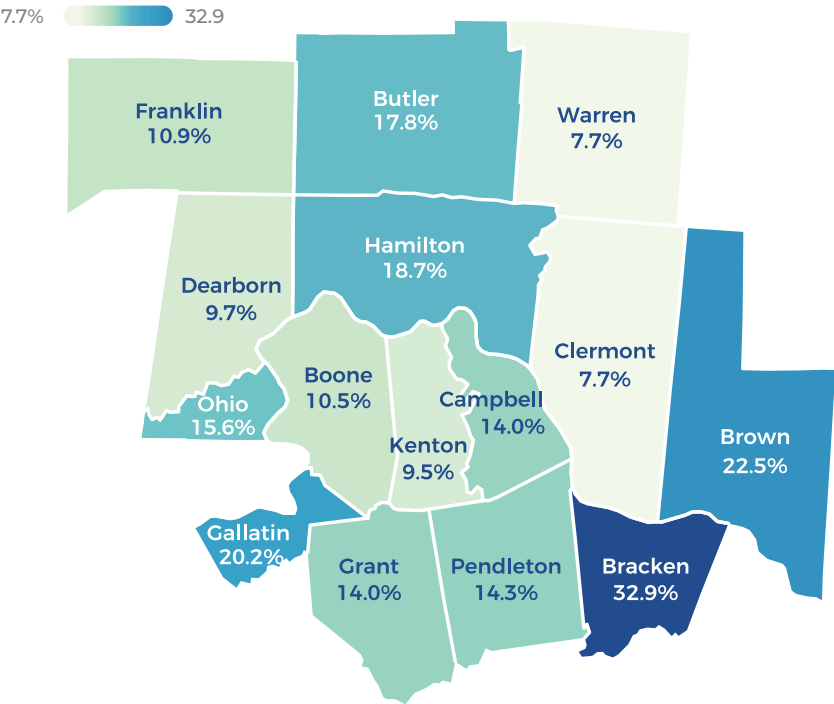 7.7% 32.9
Franklin
10.9%
Butler
17.8%
Warren
7.7%
Hamilton
18.7%
Dearborn
9.7%
Clermont
7.7%
Boone
10.5%
Campbell
14.0%
Ohio
15.6%
Kenton
9.5%
Brown
22.5%
Gallatin
20.2%
Grant
14.0%
Pendleton
14.3%
Bracken
32.9%